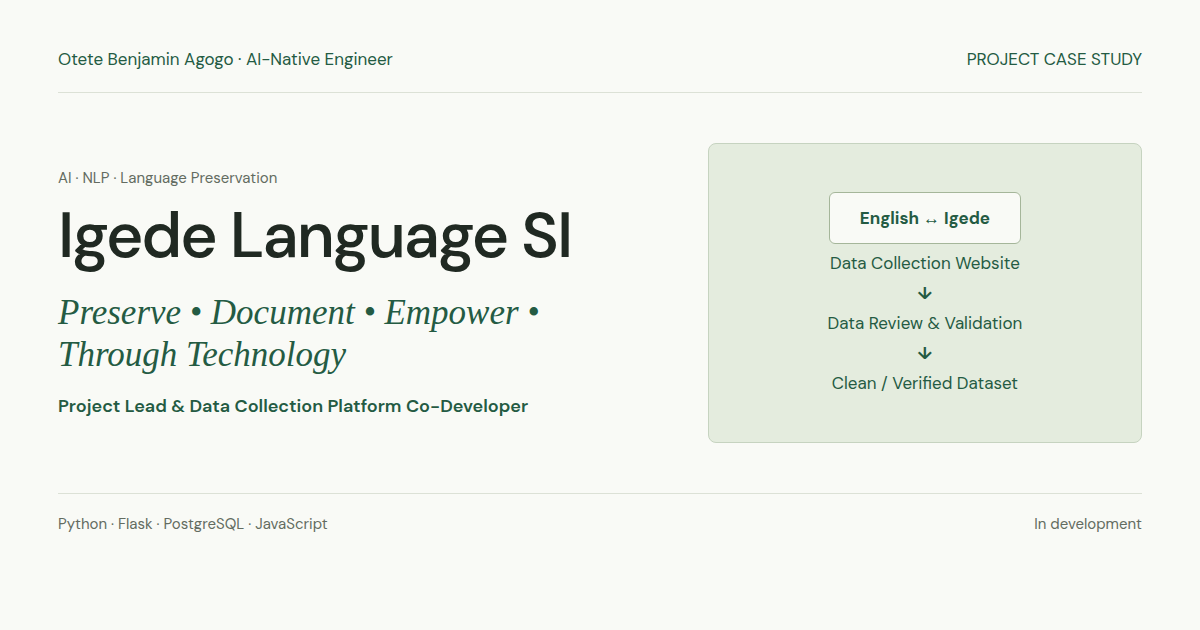 Otete Benjamin Agogo · AI-Native Engineer
PROJECT CASE STUDY
AI · NLP · Language Preservation
Igede Language SI
Preserve • Document • Empower •
Through Technology
Project Lead & Data Collection Platform Co-Developer
English ↔ Igede
Data Collection Website
↓
Data Review & Validation
↓
Clean / Verified Dataset
Python · Flask · PostgreSQL · JavaScript
In development